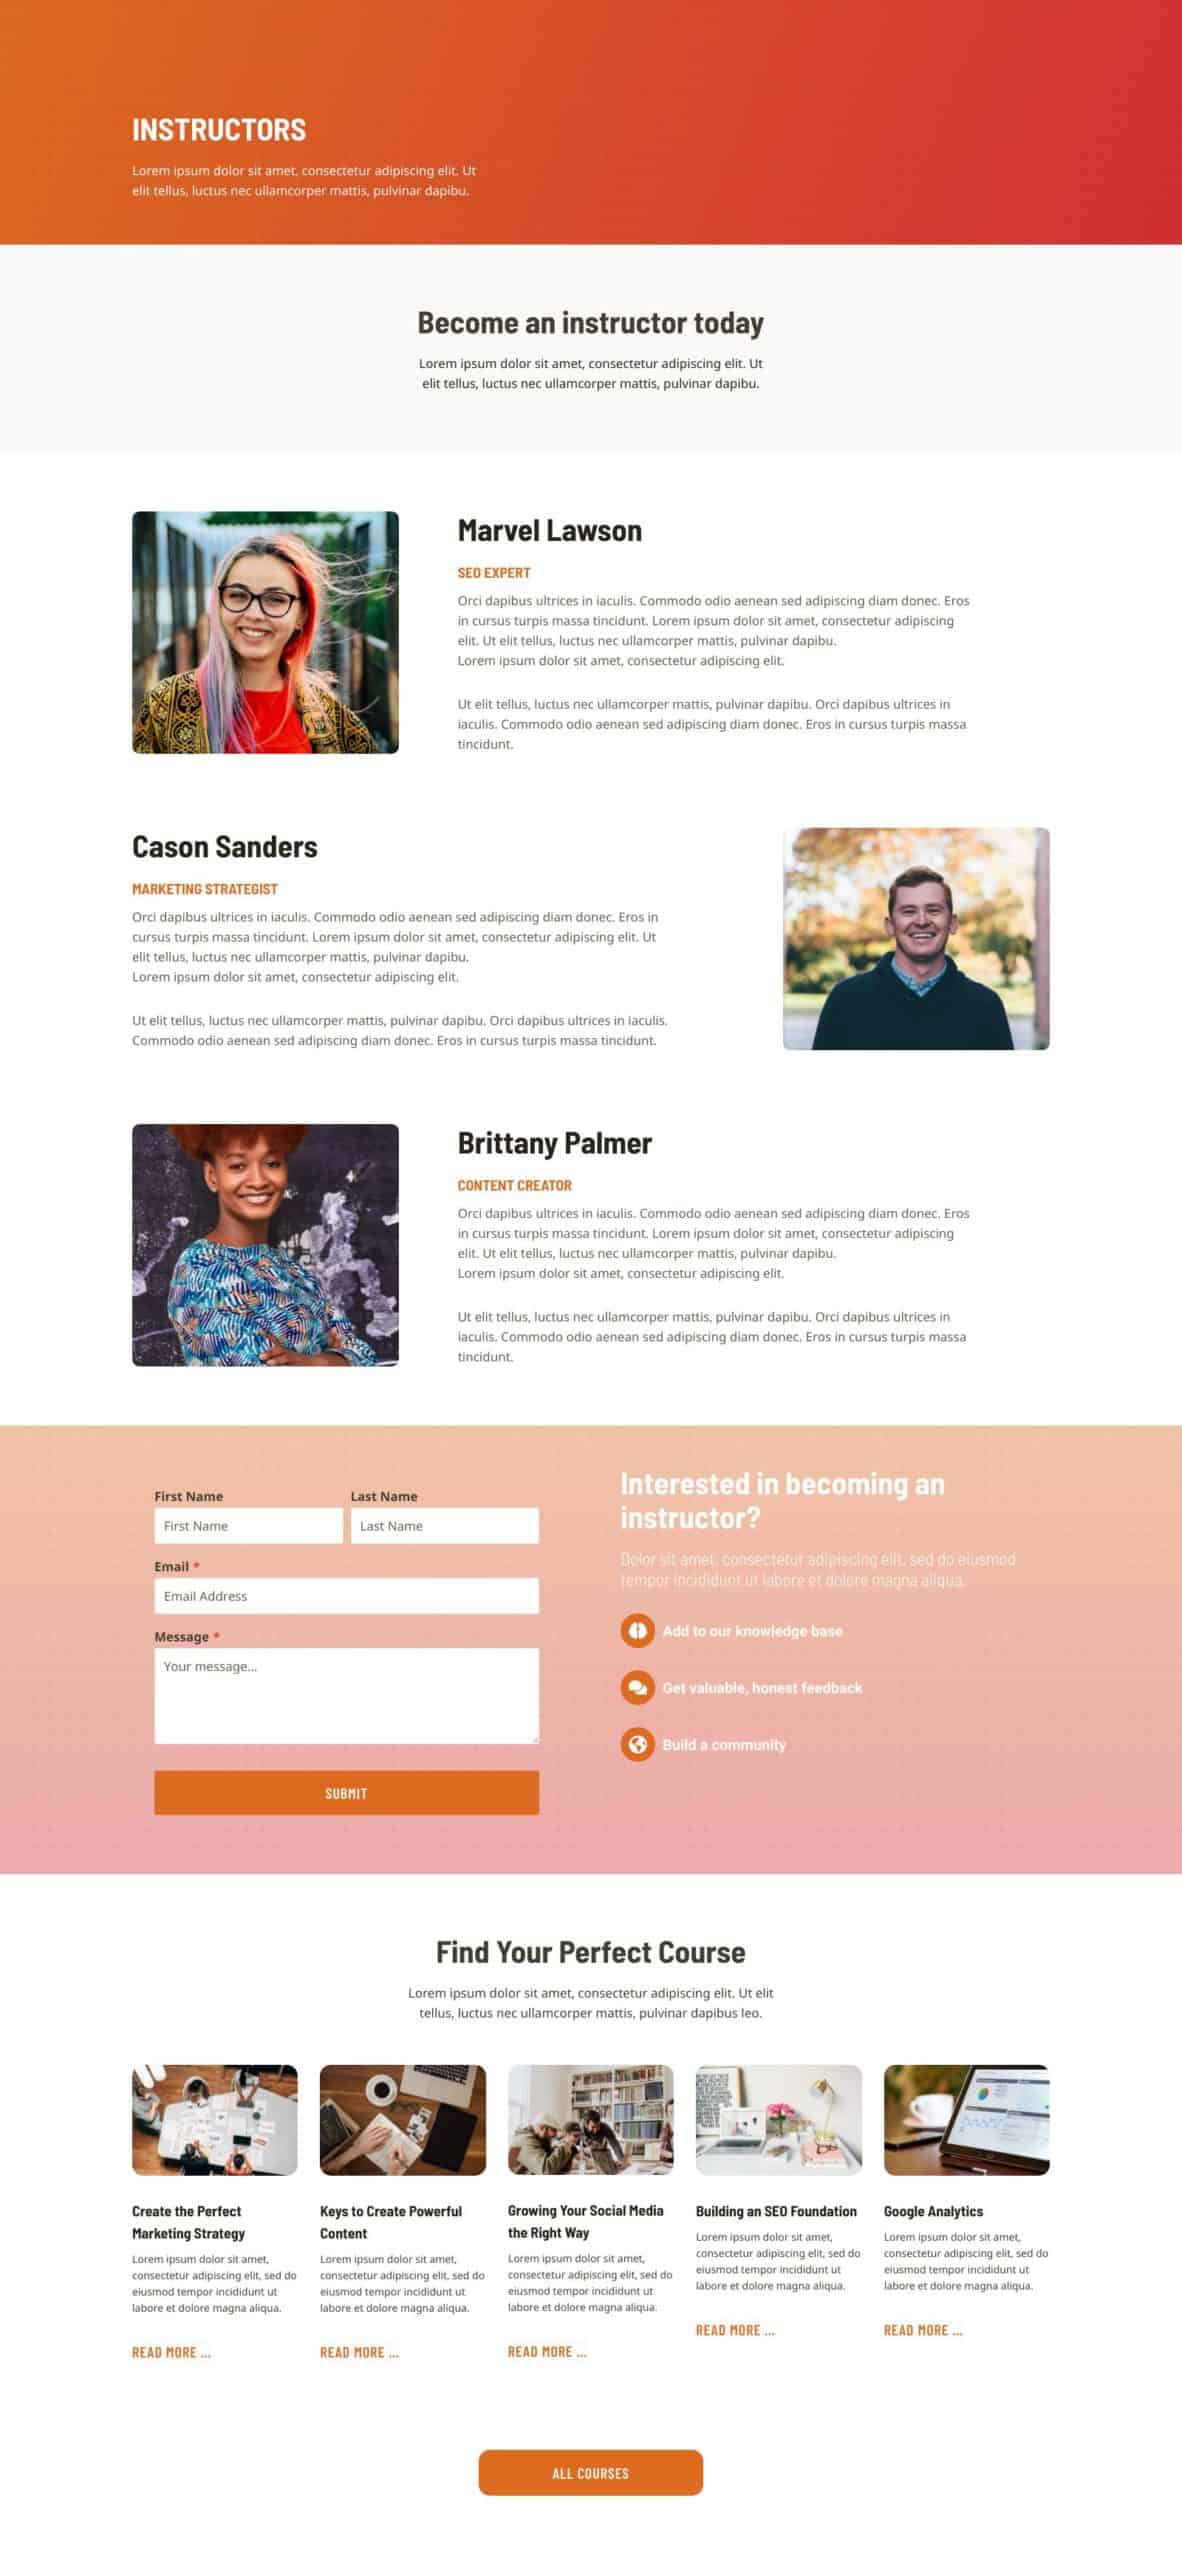 INSTRUCTORS
Lorem ipsum dolor sit amet, consectetur adipiscing elit. Ut
elit tellus, luctus nec ullamcorper mattis, pulvinar dapibu.
Become an instructor today
Lorem ipsum dolor sit amet, consectetur adipiscing elit. Ut
elit tellus, luctus nec ullamcorper mattis, pulvinar dapibu.
Marvel Lawson
SEO EXPERT
Orci dapibus ultrices in iaculis. Commodo odio aenean sed adipiscing diam donec. Eros
in cursus turpis massa tincidunt. Lorem ipsum dolor sit amet, consectetur adipiscing
elit. Ut elit tellus, luctus nec ullamcorper mattis, pulvinar dapibu.
Lorem ipsum dolor sit amet, consectetur adipiscing elit.
Ut elit tellus, luctus nec ullamcorper mattis, pulvinar dapibu. Orci dapibus ultrices in
iaculis. Commodo odio aenean sed adipiscing diam donec. Eros in cursus turpis massa
tincidunt.
Cason Sanders
MARKETING STRATEGIST
Orci dapibus ultrices in iaculis. Commodo odio aenean sed adipiscing diam donec. Eros in
cursus turpis massa tincidunt. Lorem ipsum dolor sit amet, consectetur adipiscing elit. Ut
elit tellus, luctus nec ullamcorper mattis, pulvinar dapibu.
Lorem ipsum dolor sit amet, consectetur adipiscing elit.
Ut elit tellus, luctus nec ullamcorper mattis, pulvinar dapibu. Orci dapibus ultrices in iaculis.
Commodo odio aenean sed adipiscing diam donec. Eros in cursus turpis massa tincidunt.
Brittany Palmer
CONTENT CREATOR
Orci dapibus ultrices in iaculis. Commodo odio aenean sed adipiscing diam donec. Eros
in cursus turpis massa tincidunt. Lorem ipsum dolor sit amet, consectetur adipiscing
elit. Ut elit tellus, luctus nec ullamcorper mattis, pulvinar dapibu.
Lorem ipsum dolor sit amet, consectetur adipiscing elit.
Ut elit tellus, luctus nec ullamcorper mattis, pulvinar dapibu. Orci dapibus ultrices in
iaculis. Commodo odio aenean sed adipiscing diam donec. Eros in cursus turpis massa
tincidunt.
First Name Last Name
First Name Last Name
Email *
Email Address
Message *
Your message...
SUBMIT
Interested in becoming an
instructor?
Dolor sit amet, consectetur adipiscing elit, sed do eiusmod
tempor incididunt ut labore et dolore magna aliqua.
Add to our knowledge base
Get valuable, honest feedback
Build a community
Find Your Perfect Course
Lorem ipsum dolor sit amet, consectetur adipiscing elit. Ut elit
tellus, luctus nec ullamcorper mattis, pulvinar dapibus leo.
Create the Perfect
Marketing Strategy
Lorem ipsum dolor sit amet,
consectetur adipiscing elit, sed do
eiusmod tempor incididunt ut
labore et dolore magna aliqua.
READ MORE ...
Keys to Create Powerful
Content
Lorem ipsum dolor sit amet,
consectetur adipiscing elit, sed do
eiusmod tempor incididunt ut
labore et dolore magna aliqua.
READ MORE ...
Growing Your Social Media
the Right Way
Lorem ipsum dolor sit amet,
consectetur adipiscing elit, sed do
eiusmod tempor incididunt ut
labore et dolore magna aliqua.
READ MORE ...
Building an SEO Foundation
Lorem ipsum dolor sit amet,
consectetur adipiscing elit, sed do
eiusmod tempor incididunt ut
labore et dolore magna aliqua.
READ MORE ...
Google Analytics
Lorem ipsum dolor sit amet,
consectetur adipiscing elit, sed do
eiusmod tempor incididunt ut
labore et dolore magna aliqua.
READ MORE ...
ALL COURSES